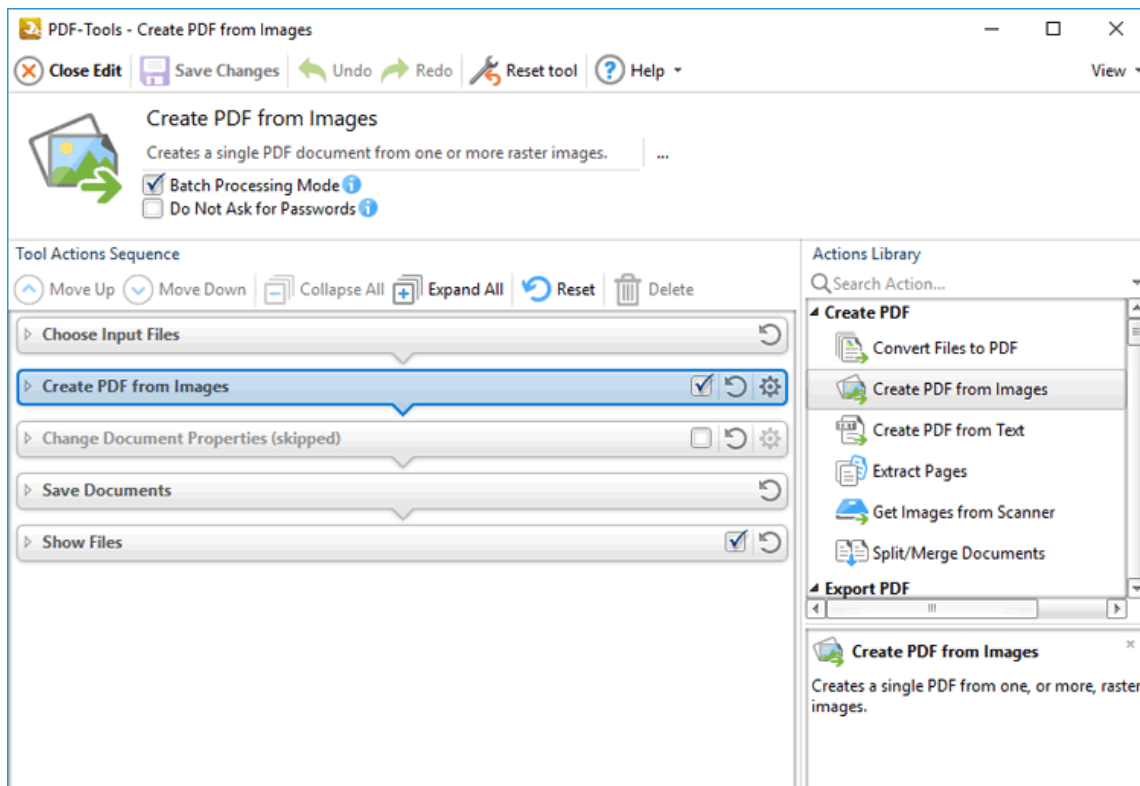 PDF-Tools - Create PDF from Images
Close Edit Save Changes Undo Redo Reset tool ? Help View
Create PDF from Images
Creates a single PDF document from one or more raster images. ...
Batch Processing Mode i
Do Not Ask for Passwords i
Tool Actions Sequence
Move Up Move Down Collapse All Expand All Reset Delete
Choose Input Files
Create PDF from Images
Change Document Properties (skipped)
Save Documents
Show Files
Actions Library
Search Action...
Create PDF
Convert Files to PDF
Create PDF from Images
Create PDF from Text
Extract Pages
Get Images from Scanner
Split/Merge Documents
Export PDF
Create PDF from Images
Creates a single PDF from one, or more, raster
images.